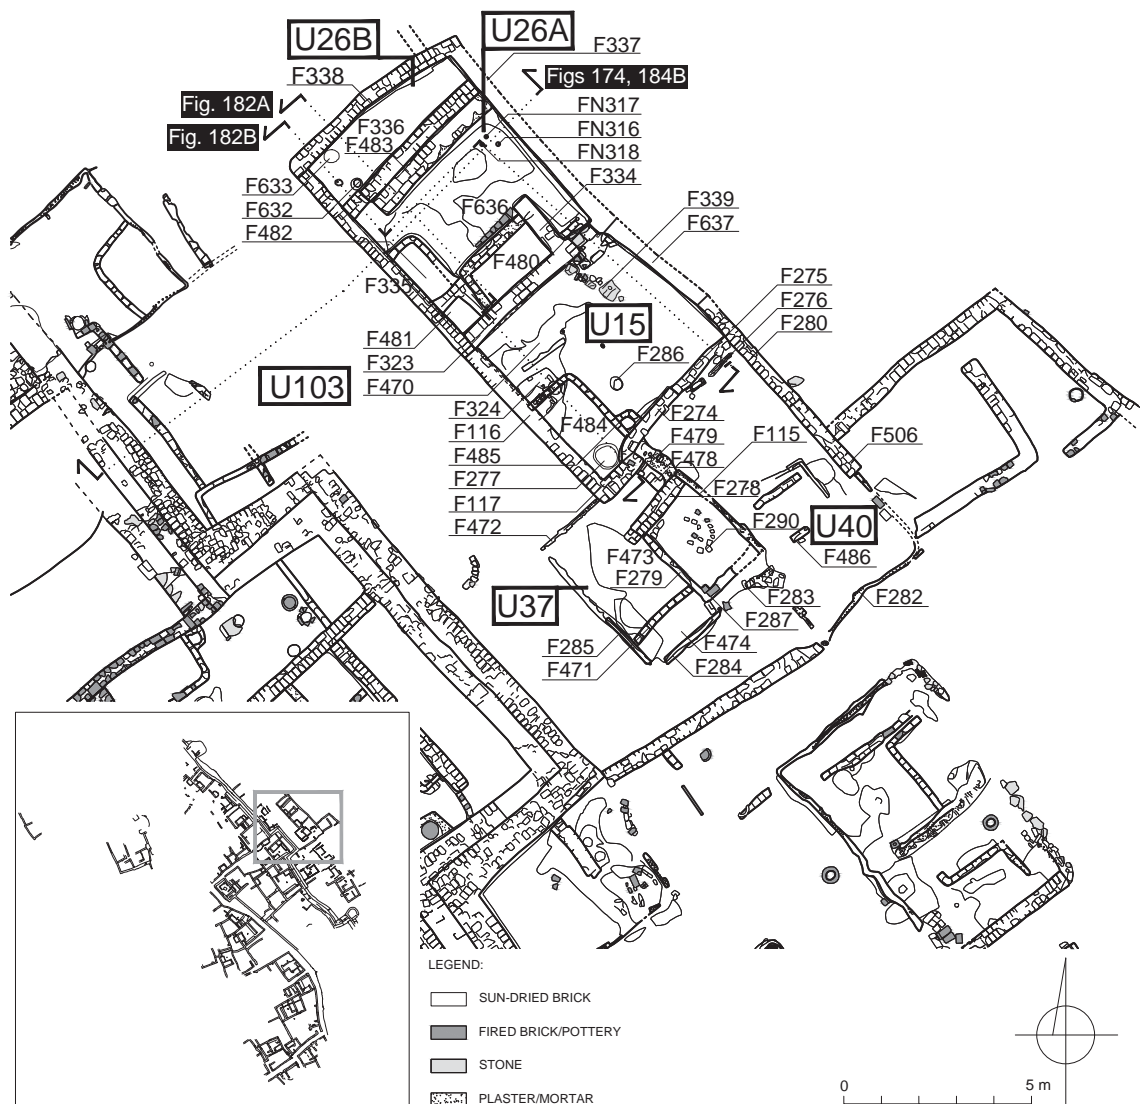 U26B
U26A
F337
Figs 174, 184B
F338
Fig. 182A
FN317
Fig. 182B
F336
FN316
F483
FN318
F334
F633
F339
F632
F636
F637
F482
F480
F275
F335
F276
F280
U15
F481
F286
F323
U103
F470
F324
F274
F116
F484
F479
F115
F506
F485
F478
F277
F278
F117
F290
U40
F472
F473
F486
F279
U37
F283
F282
F287
F285
F474
F471
F284
LEGEND:
SUN-DRIED BRICK
FIRED BRICK/POTTERY
STONE
PLASTER/MORTAR
0 5 m